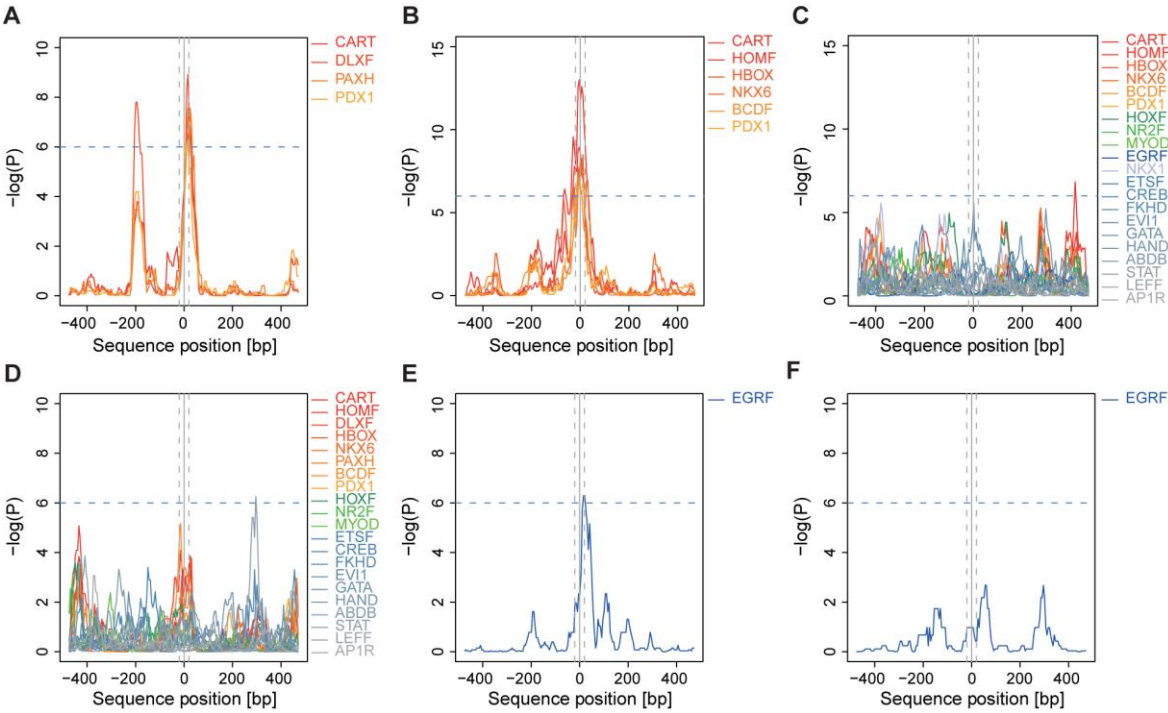 A
10
8
6
4
2
0
−log(P)
−400 −200 0 200 400
Sequence position [bp]
CART
DLXF
PAXH
PDX1
B
15
10
5
0
−log(P)
−400 −200 0 200 400
Sequence position [bp]
CART
HOMF
HBOX
NKX6
BCDF
PDX1
C
15
10
5
0
−log(P)
−400 −200 0 200 400
Sequence position [bp]
CART
HOMF
HBOX
NKX6
BCDF
PDX1
HOXF
NR2F
MYOD
EGRF
NKX1
ETSF
CREB
FKHD
EVI1
GATA
HAND
ABDB
STAT
LEFF
AP1R
D
10
8
6
4
2
0
−log(P)
−400 −200 0 200 400
Sequence position [bp]
CART
HOMF
DLXF
HBOX
NKX6
PAXH
BCDF
PDX1
HOXF
NR2F
MYOD
ETSF
CREB
FKHD
EVI1
GATA
HAND
ABDB
STAT
LEFF
AP1R
E
10
8
6
4
2
0
−log(P)
−400 −200 0 200 400
Sequence position [bp]
EGRF
F
10
8
6
4
2
0
−log(P)
−400 −200 0 200 400
Sequence position [bp]
EGRF